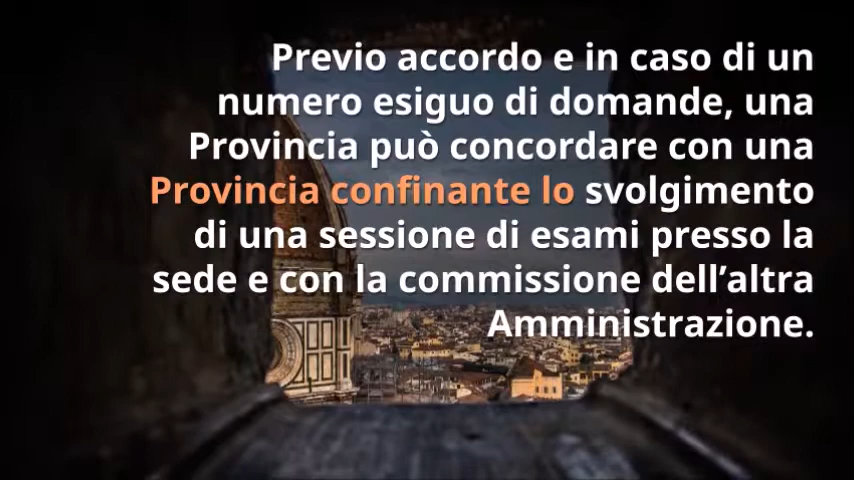 Previo accordo e in caso di un
numero esiguo di domande, una
Provincia può concordare con una
Provincia confinante lo svolgimento
di una sessione di esami presso la
sede e con la commissione dell’altra
Amministrazione.